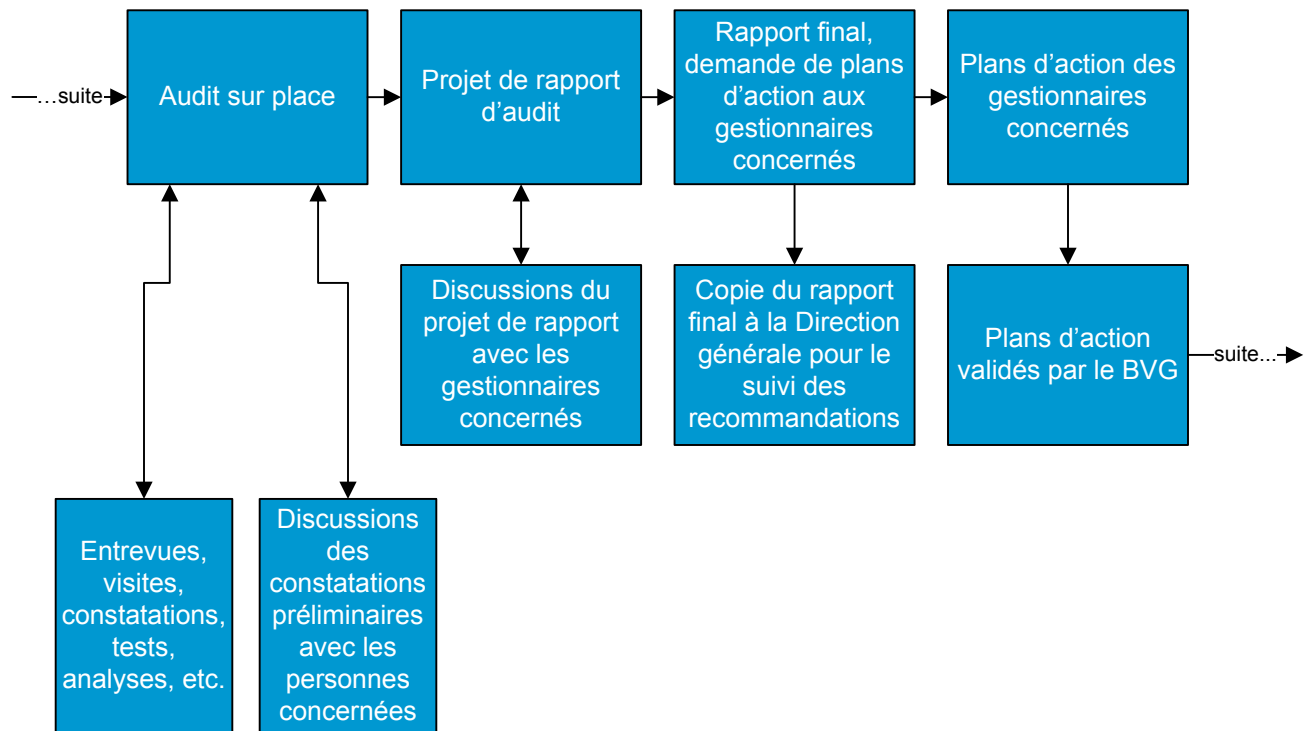 …suite
Audit sur place
Projet de rapport
d’audit
Rapport final,
demande de plans
d’action aux
gestionnaires
concernés
Plans d’action des
gestionnaires
concernés
Discussions du
projet de rapport
avec les
gestionnaires
concernés
Copie du rapport
final à la Direction
générale pour le
suivi des
recommandations
Plans d’action
validés par le BVG
suite...
Entrevues,
visites,
constatations,
tests,
analyses, etc.
Discussions
des
constatations
préliminaires
avec les
personnes
concernées